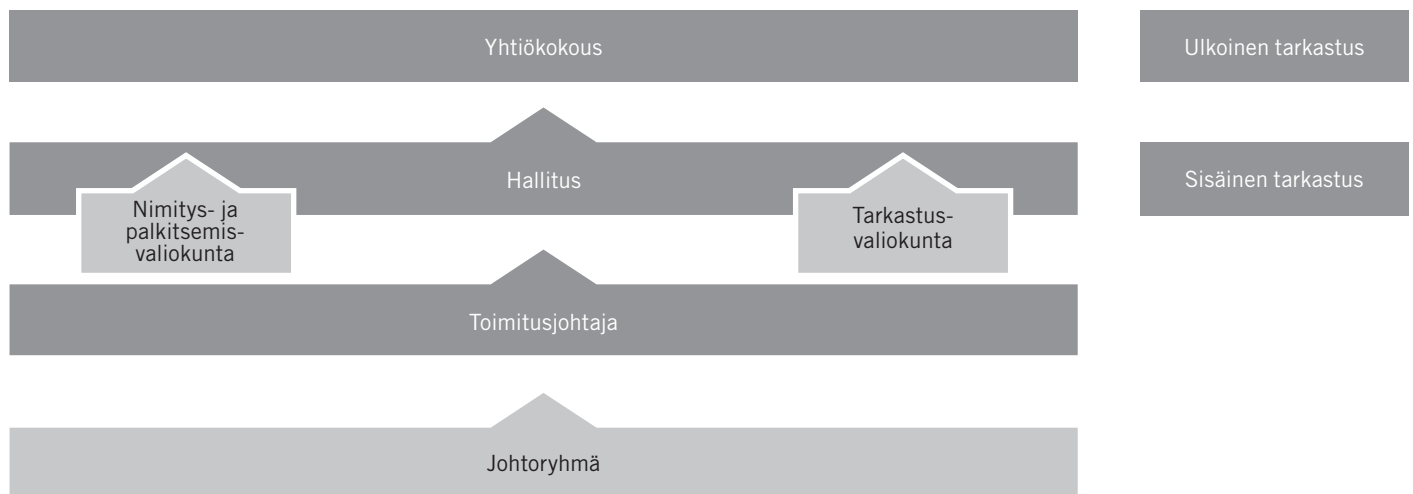 Yhtiökokous
Ulkoinen tarkastus
Hallitus
Sisäinen tarkastus
Nimitys- ja
palkitsemis-
valiokunta
Tarkastus-
valiokunta
Toimitusjohtaja
Johtoryhmä